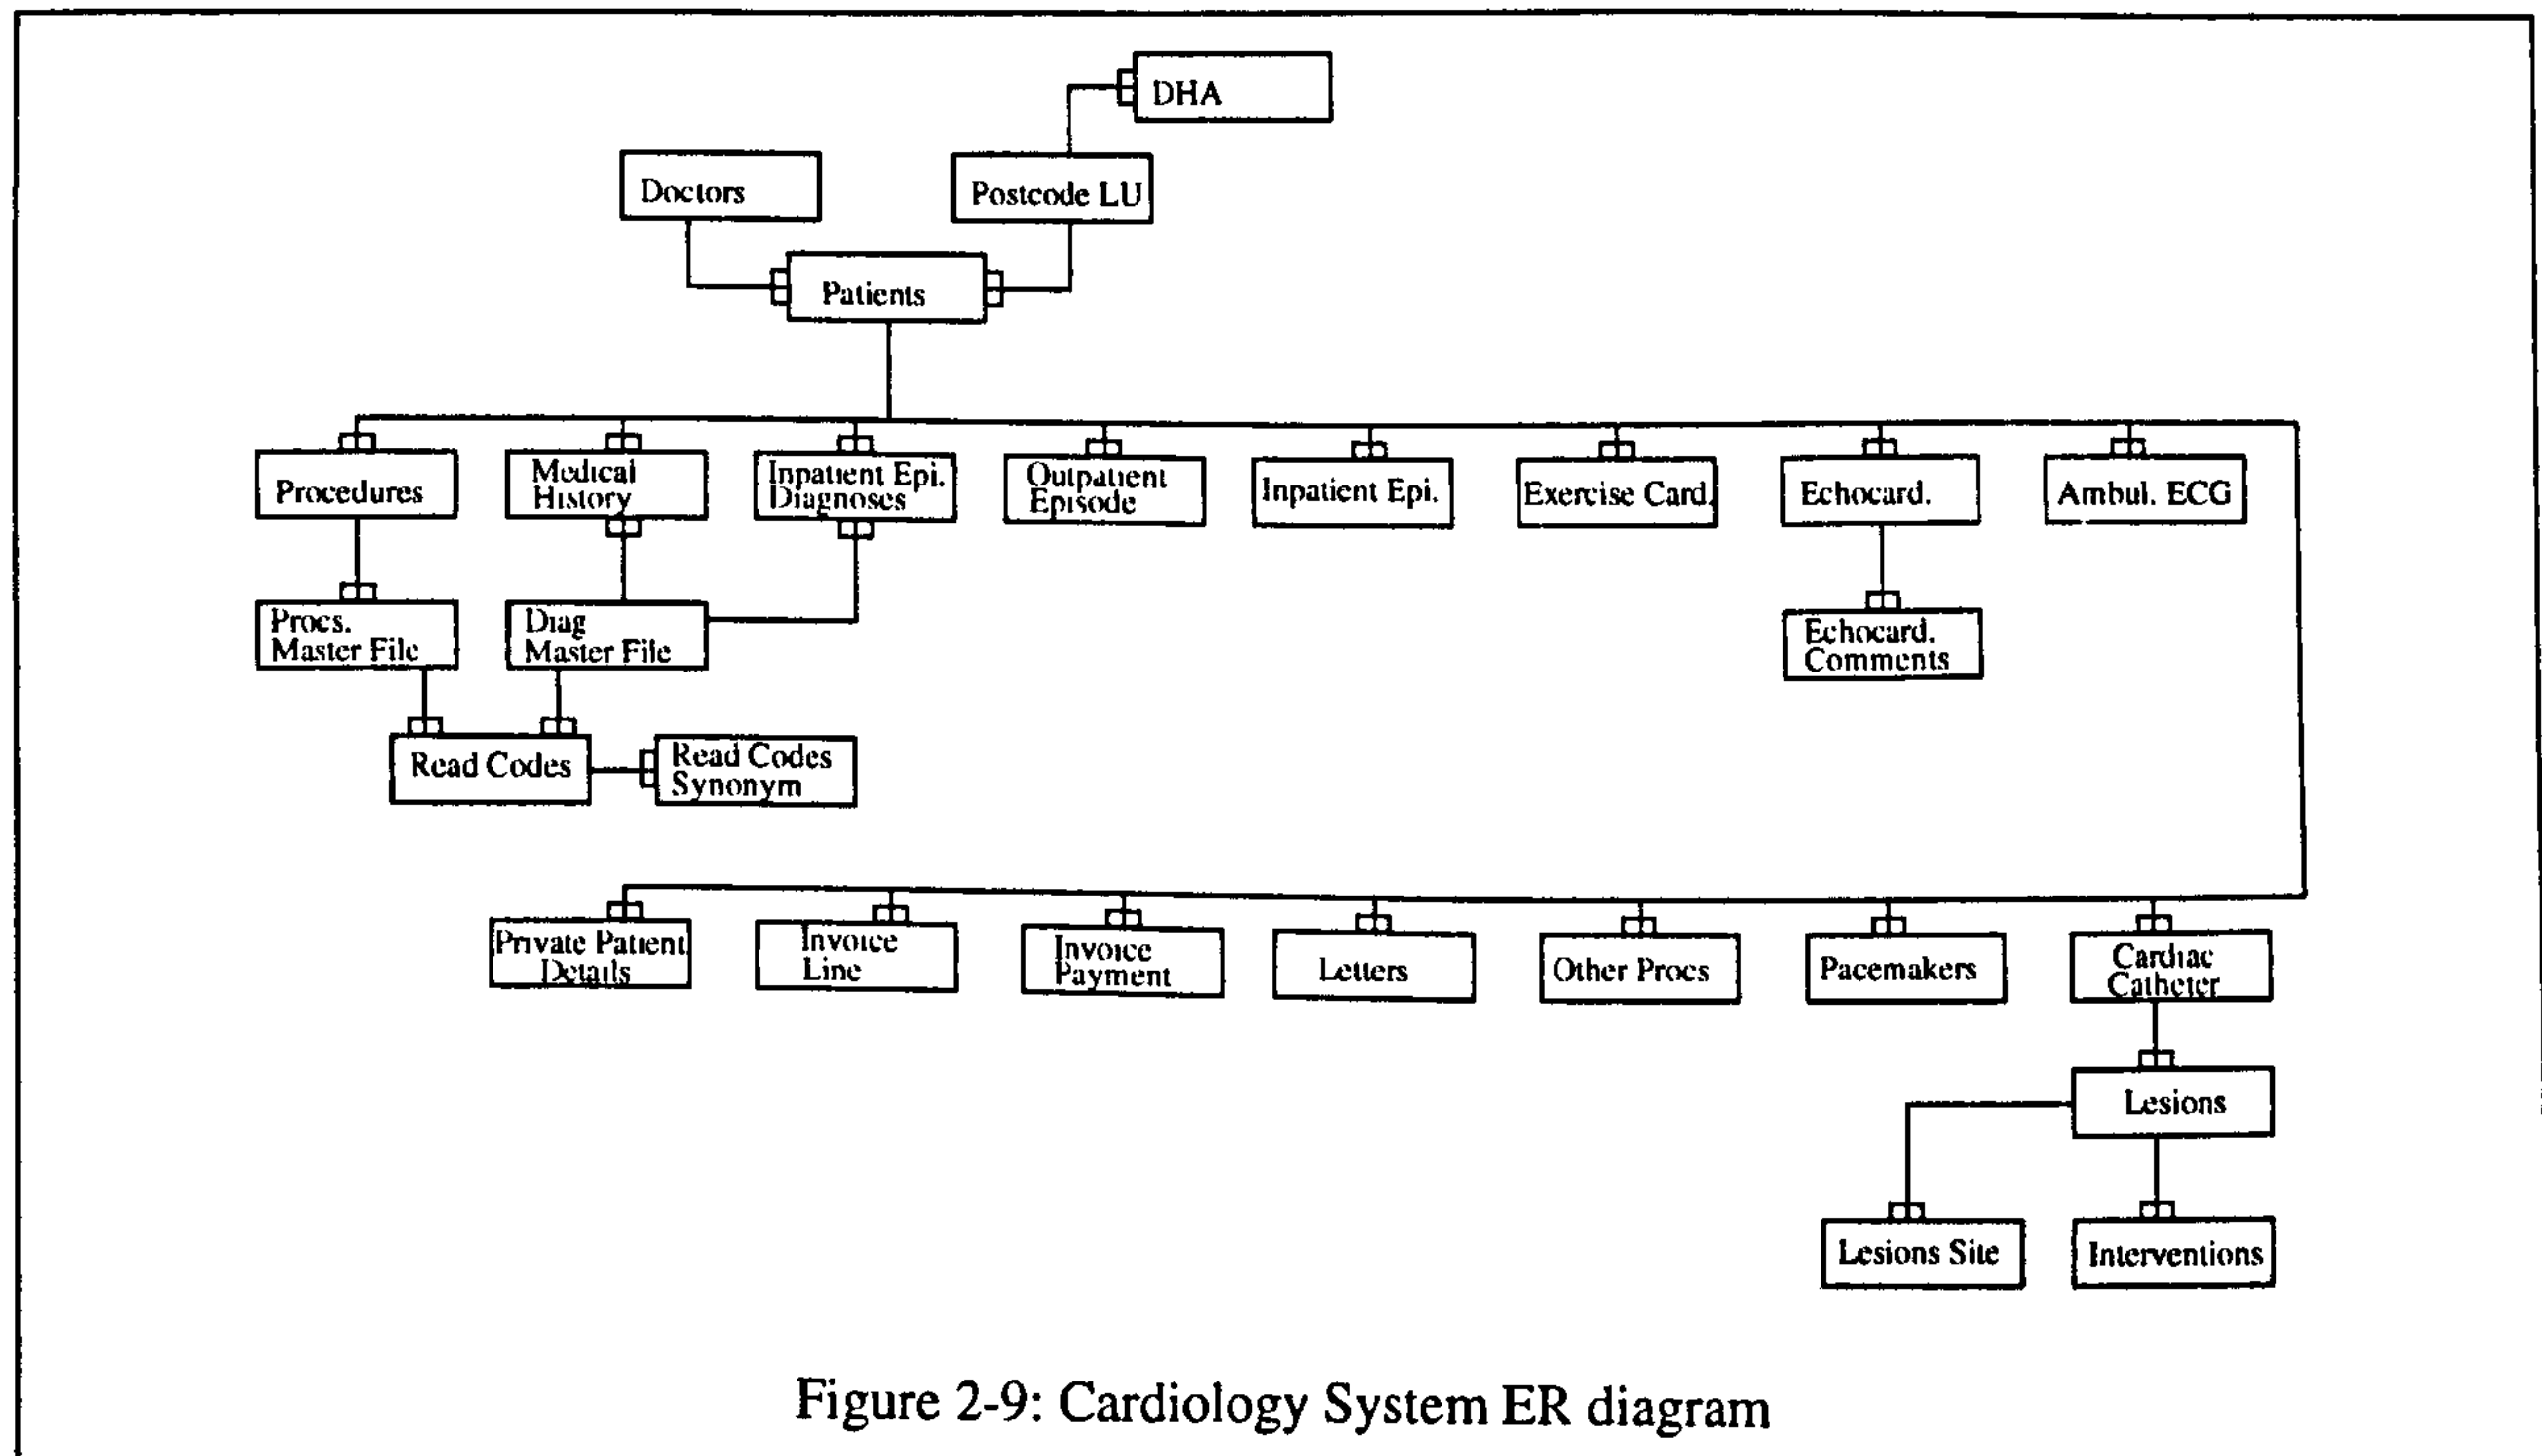 DHA
Doctors
Postcode LU
Patients
Procedures
Medical
History
Inpatient Epi.
Diagnoses
Outpatient
Episode
Inpatient Epi.
Exercise Card.
Echocard.
Ambul. ECG
Procs.
Master File
Diag
Master File
Echocard.
Comments
Read Codes
Read Codes
Synonym
Private Patient
Details
Invoice
Line
Invoice
Payment
Letters
Other Procs
Pacemakers
Cardiac
Catheter
Lesions
Lesions Site
Interventions
Figure 2-9: Cardiology System ER diagram